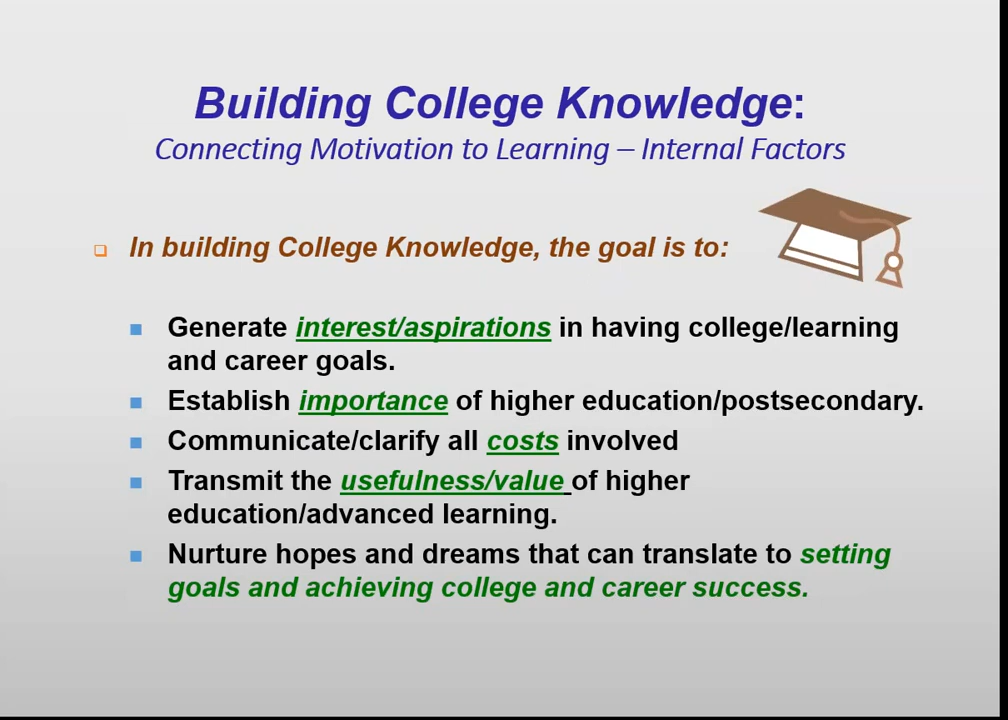 Building College Knowledge:
Connecting Motivation to Learning – Internal Factors
In building College Knowledge, the goal is to:
Generate interest/aspirations in having college/learning
and career goals.
Establish importance of higher education/postsecondary.
Communicate/clarify all costs involved
Transmit the usefulness/value of higher
education/advanced learning.
Nurture hopes and dreams that can translate to setting
goals and achieving college and career success.